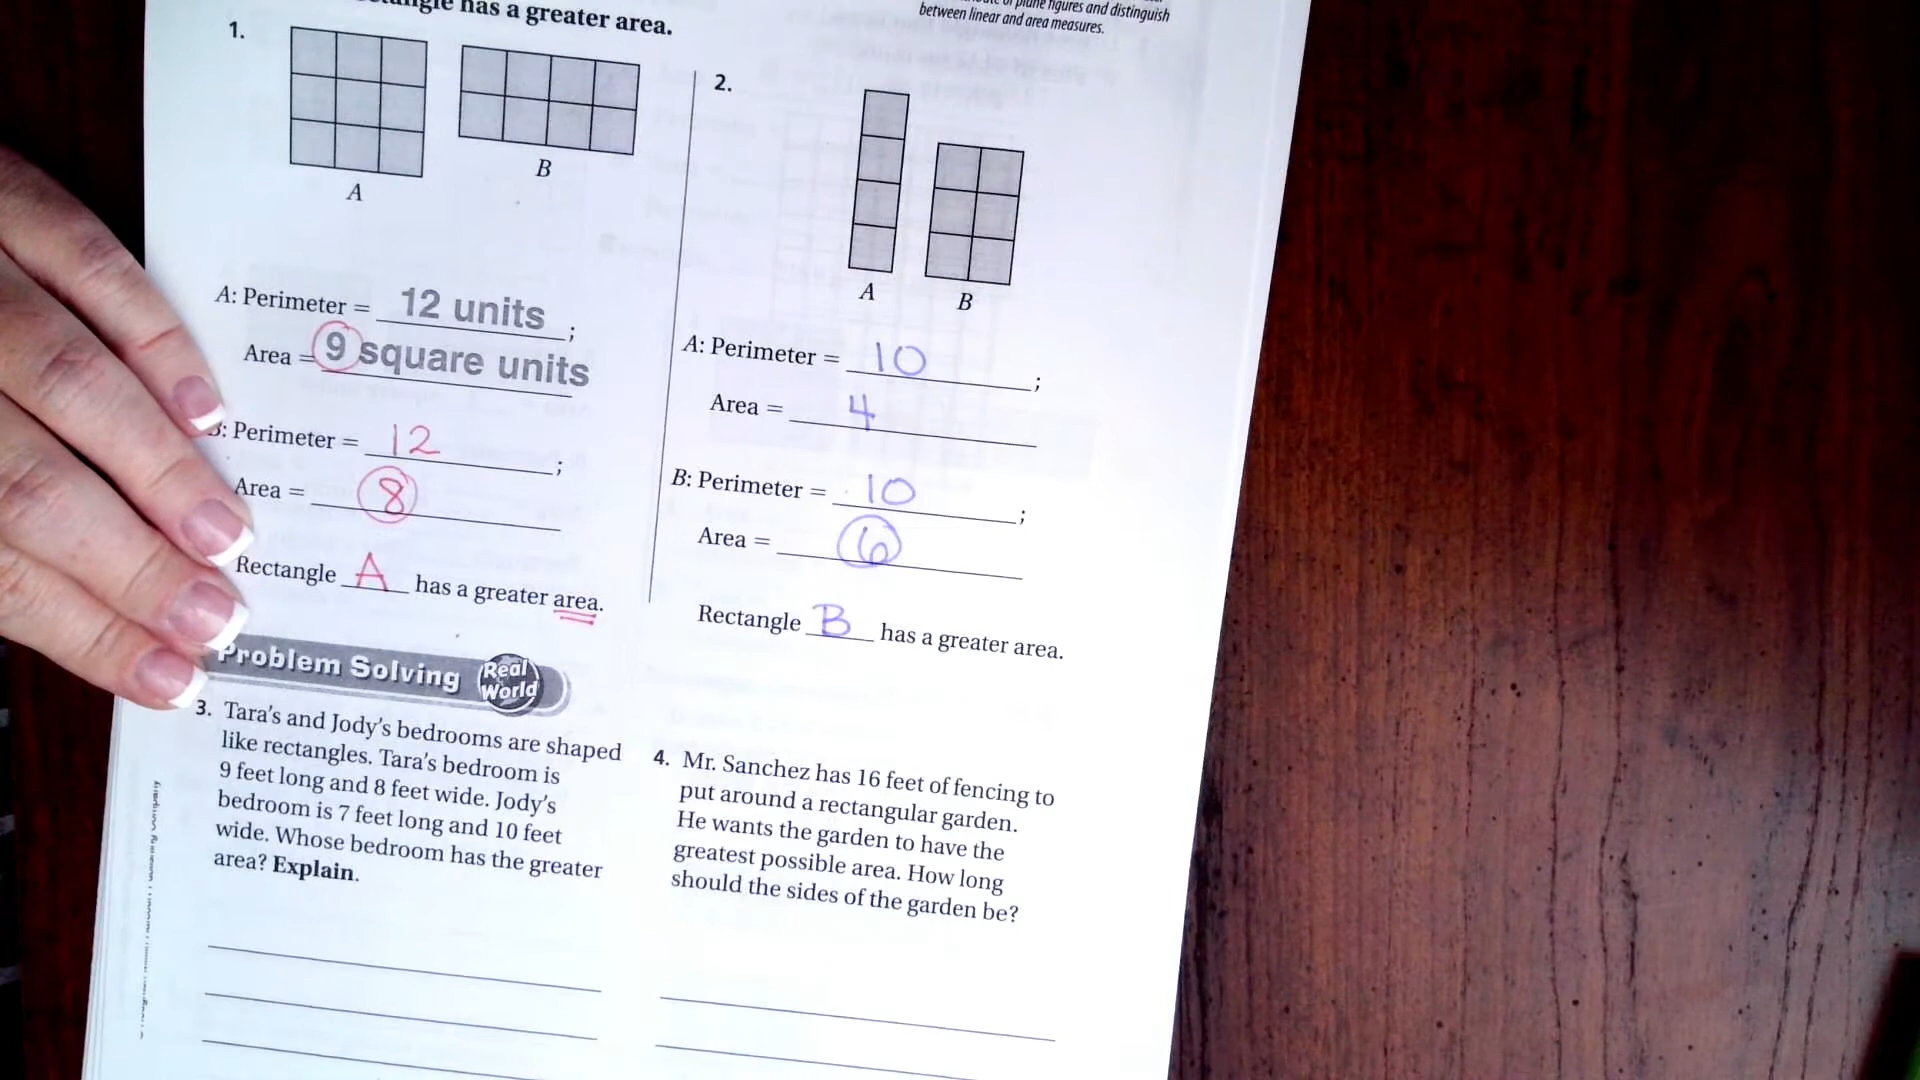 has a greater area.
of plane figures and distinguish
between linear and area measures.
1.
A
B
A: Perimeter = 12 units ;
Area = 9 square units
B: Perimeter = 12 ;
Area = 8
Rectangle A has a greater area.
2.
A
B
A: Perimeter = 10 ;
Area = 4
B: Perimeter = 10 ;
Area = 6
Rectangle B has a greater area.
Problem Solving Real
World
3. Tara's and Jody's bedrooms are shaped
like rectangles. Tara's bedroom is
9 feet long and 8 feet wide. Jody's
bedroom is 7 feet long and 10 feet
wide. Whose bedroom has the greater
area? Explain.
4. Mr. Sanchez has 16 feet of fencing to
put around a rectangular garden.
He wants the garden to have the
greatest possible area. How long
should the sides of the garden be?